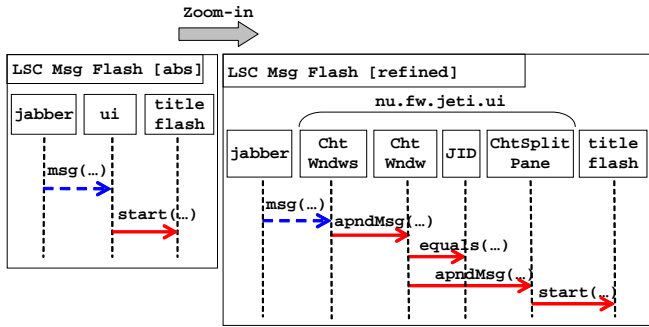 Zoom-in
LSC Msg Flash [abs]
jabber
ui
title
flash
msg(…)
start(…)
LSC Msg Flash [refined]
nu.fw.jeti.ui
jabber
Cht
Wndws
Cht
Wndw
JID
ChtSplit
Pane
title
flash
msg(…)
apndMsg(…)
equals(…)
apndMsg(…)
start(…)